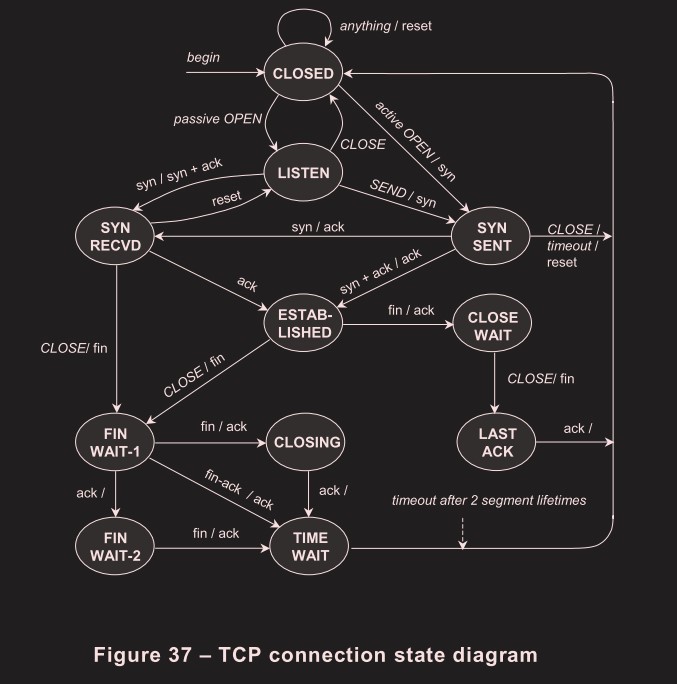 anything / reset
begin
CLOSED
passive OPEN
active OPEN / syn
CLOSE
LISTEN
syn / syn + ack
reset
SEND / syn
SYN
RECVD
syn / ack
SYN
SENT
CLOSE /
timeout /
reset
ack
syn + ack / ack
ESTAB-
LISHED
fin / ack
CLOSE
WAIT
CLOSE/ fin
CLOSE / fin
CLOSE/ fin
FIN
WAIT-1
fin / ack
CLOSING
LAST
ACK
ack /
ack /
fin-ack / ack
ack /
timeout after 2 segment lifetimes
FIN
WAIT-2
fin / ack
TIME
WAIT
Figure 37 – TCP connection state diagram